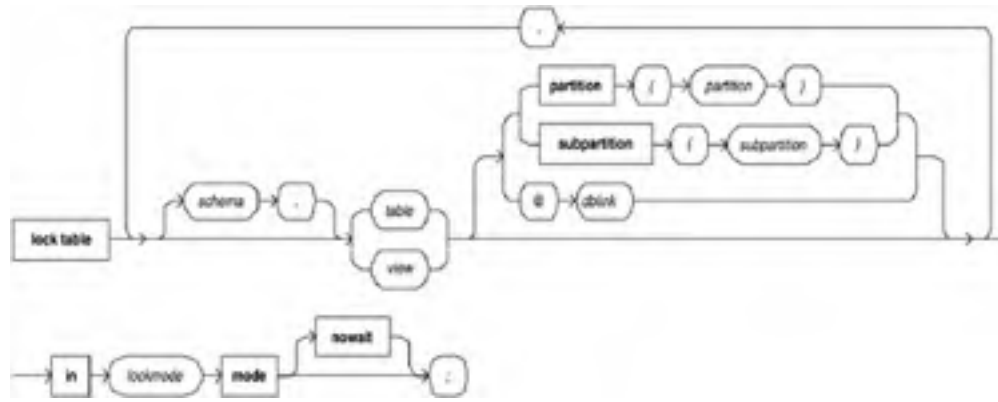 ,
partition ( partition )
subpartition ( subpartition )
@ dblink
schema . table
lock table
view
nowait
in lockmode mode ;